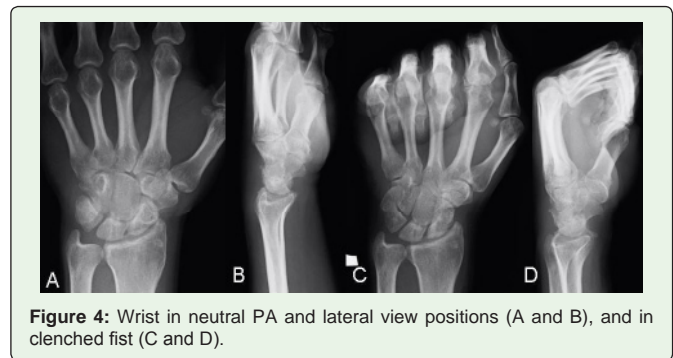 A B C D
Figure 4: Wrist in neutral PA and lateral view positions (A and B), and in
clenched fist (C and D).